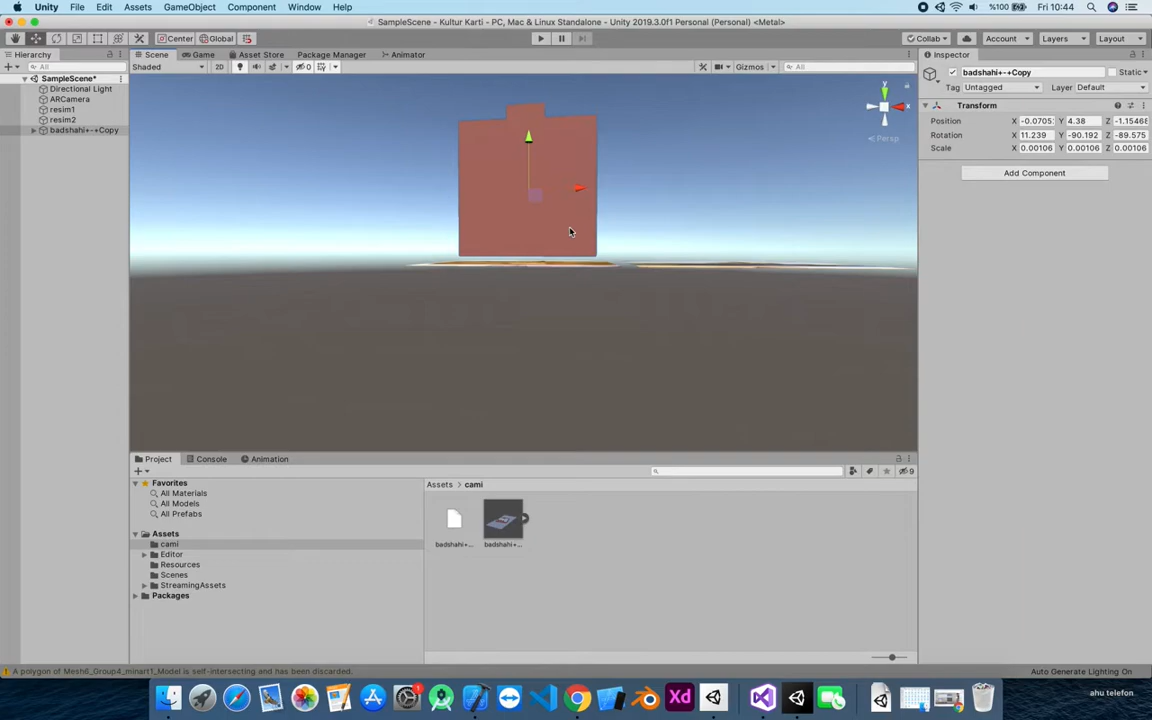 Unity File Edit Assets GameObject Component Window Help %100 Fri 10:44
SampleScene - Kultur Karti - PC, Mac & Linux Standalone - Unity 2019.3.0f1 Personal (Personal) <Metal>
Center Global Collab Account Layers Layout
Hierarchy Scene Game Asset Store Package Manager Animator Inspector
All Shaded 2D 0 Gizmos All
SampleScene*
Directional Light
ARCamera
resim1
resim2
badshahi+-+Copy
y
x
Persp
badshahi+-+Copy Static
Tag Untagged Layer Default
Transform
Position X -0.0705 Y 4.38 Z -1.15468
Rotation X 11.239 Y -90.192 Z -89.575
Scale X 0.00106 Y 0.00106 Z 0.00106
Add Component
Project Console Animation
9
Favorites
All Materials
All Models
All Prefabs
Assets
cami
Editor
Resources
Scenes
StreamingAssets
Packages
Assets > cami
badshahi+... badshahi+...
A polygon of Mesh6_Group4_minart1_Model is self-intersecting and has been discarded. Auto Generate Lighting On
1
Xd
ahu telefon